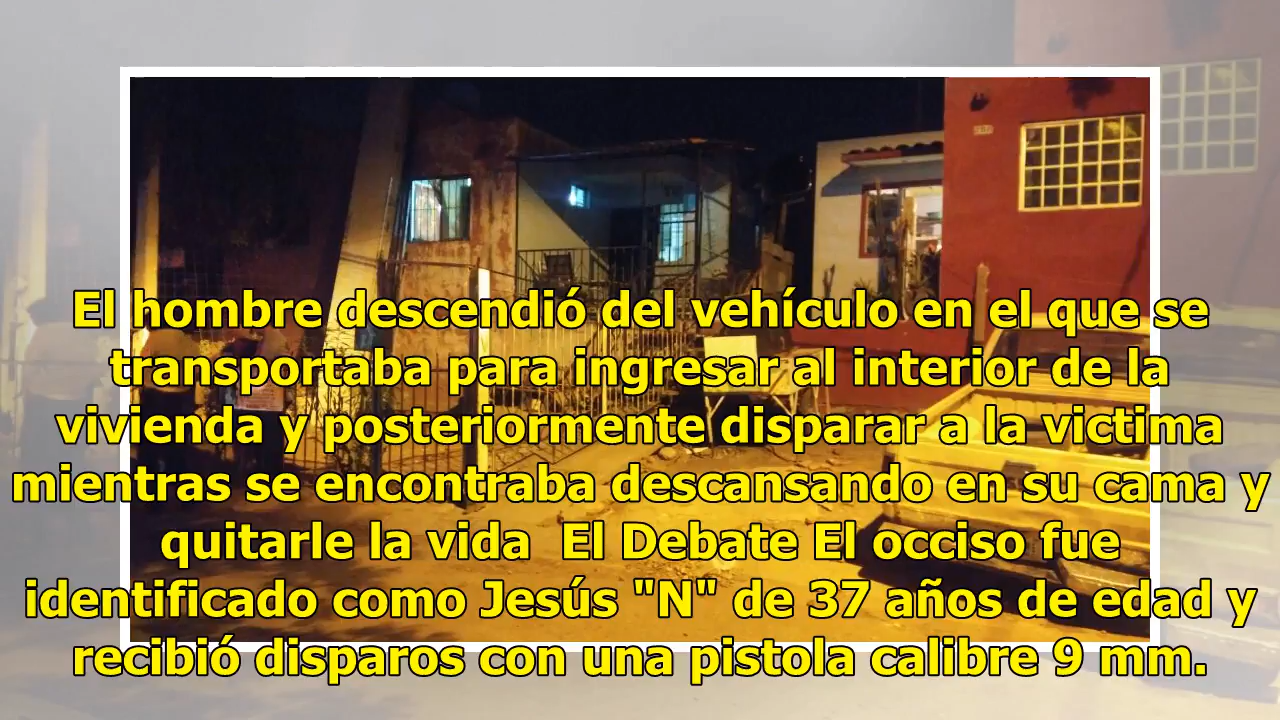 El hombre descendió del vehículo en el que se
transportaba para ingresar al interior de la
vivienda y posteriormente disparar a la victima
mientras se encontraba descansando en su cama y
quitarle la vida  El Debate El occiso fue
identificado como Jesús "N" de 37 años de edad y
recibió disparos con una pistola calibre 9 mm.